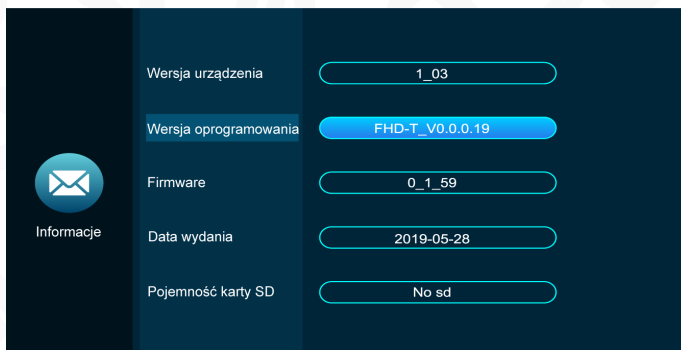 Wersja urządzenia 1_03
Wersja oprogramowania FHD-T_V0.0.0.19
Firmware 0_1_59
Informacje
Data wydania 2019-05-28
Pojemność karty SD No sd